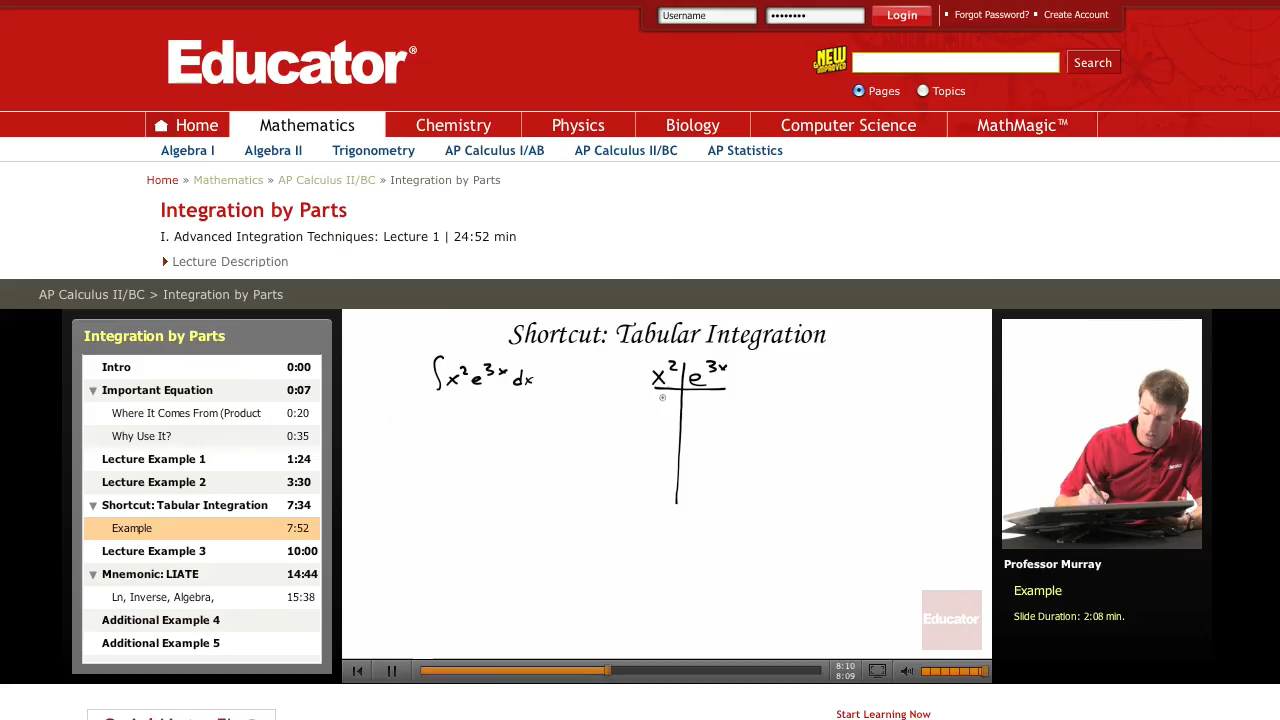 Username •••••••• Login Forgot Password? Create Account
Educator®
NEW IMPROVED Search
Pages Topics
Home Mathematics Chemistry Physics Biology Computer Science MathMagic™
Algebra I Algebra II Trigonometry AP Calculus I/AB AP Calculus II/BC AP Statistics
Home » Mathematics » AP Calculus II/BC » Integration by Parts
Integration by Parts
I. Advanced Integration Techniques: Lecture 1 | 24:52 min
Lecture Description
AP Calculus II/BC > Integration by Parts
Integration by Parts
Intro 0:00
Important Equation 0:07
Where It Comes From (Product 0:20
Why Use It? 0:35
Lecture Example 1 1:24
Lecture Example 2 3:30
Shortcut: Tabular Integration 7:34
Example 7:52
Lecture Example 3 10:00
Mnemonic: LIATE 14:44
Ln, Inverse, Algebra, 15:38
Additional Example 4
Additional Example 5
Shortcut: Tabular Integration
∫x²e³ˣ dx
x² | e³ˣ
Educator
8:10
8:09
Professor Murray
Example
Slide Duration: 2:08 min.
Start Learning Now